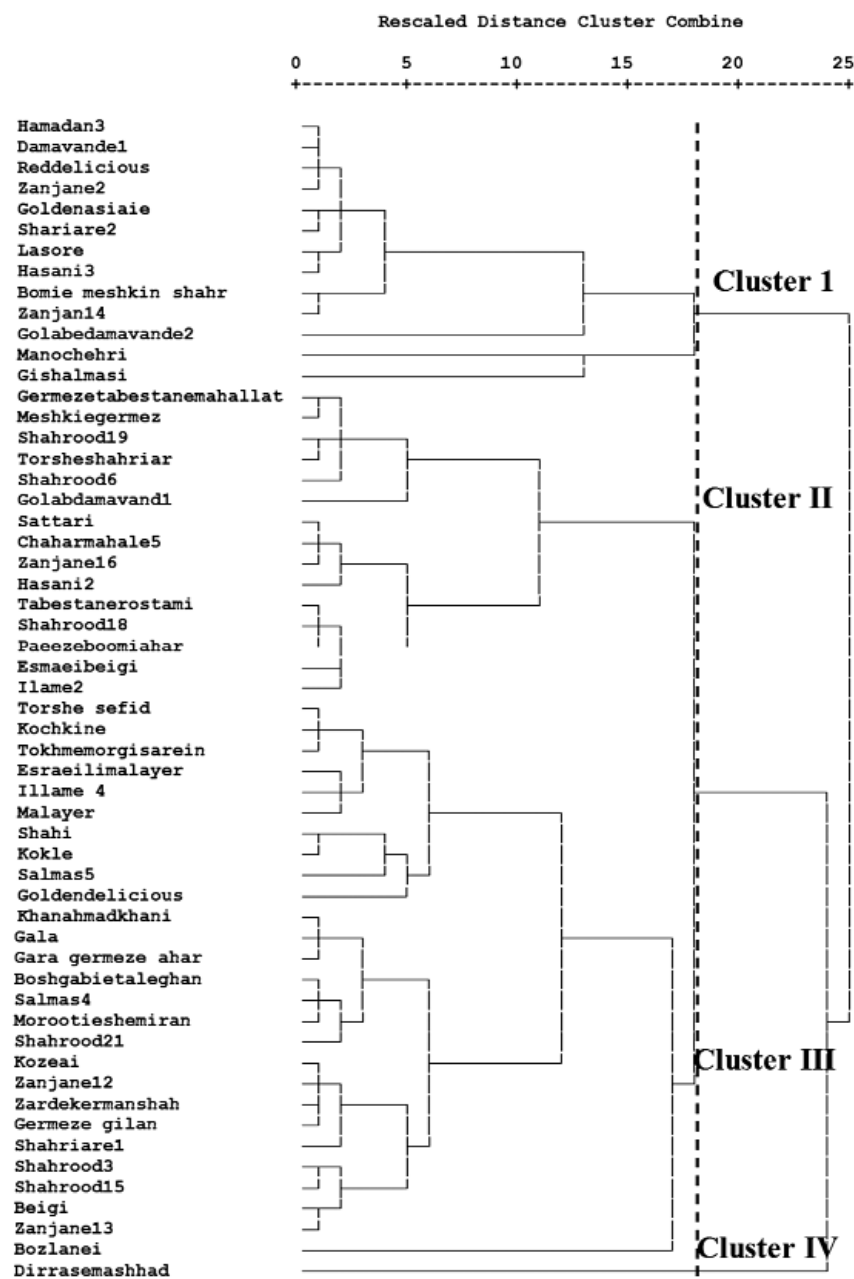 Rescaled Distance Cluster Combine
0 5 10 15 20 25
Hamadan3
Damavande1
Reddelicious
Zanjane2
Goldenasiaie
Shariare2
Lasore
Hasani3
Cluster 1
Bomie meshkin shahr
Zanjan14
Golabedamavande2
Manochehri
Gishalmasi
Germezetabestanemahallat
Meshkiegermez
Shahrood19
Torsheshahriar
Shahrood6
Cluster II
Golabdamavand1
Sattari
Chaharmahale5
Zanjane16
Hasani2
Tabestanerostami
Shahrood18
Paeezeboomiahar
Esmaeibeigi
Ilame2
Torshe sefid
Kochkine
Tokhmemorgisarein
Esraeilimalayer
Illame 4
Malayer
Shahi
Kokle
Salmas5
Goldendelicious
Khanahmadkhani
Gala
Gara germeze ahar
Boshgabietaleghan
Salmas4
Morootieshemiran
Shahrood21
Kozeai
Cluster III
Zanjane12
Zardekermanshah
Germeze gilan
Shahriare1
Shahrood3
Shahrood15
Beigi
Zanjane13
Bozlanei
Cluster IV
Dirrasemashhad